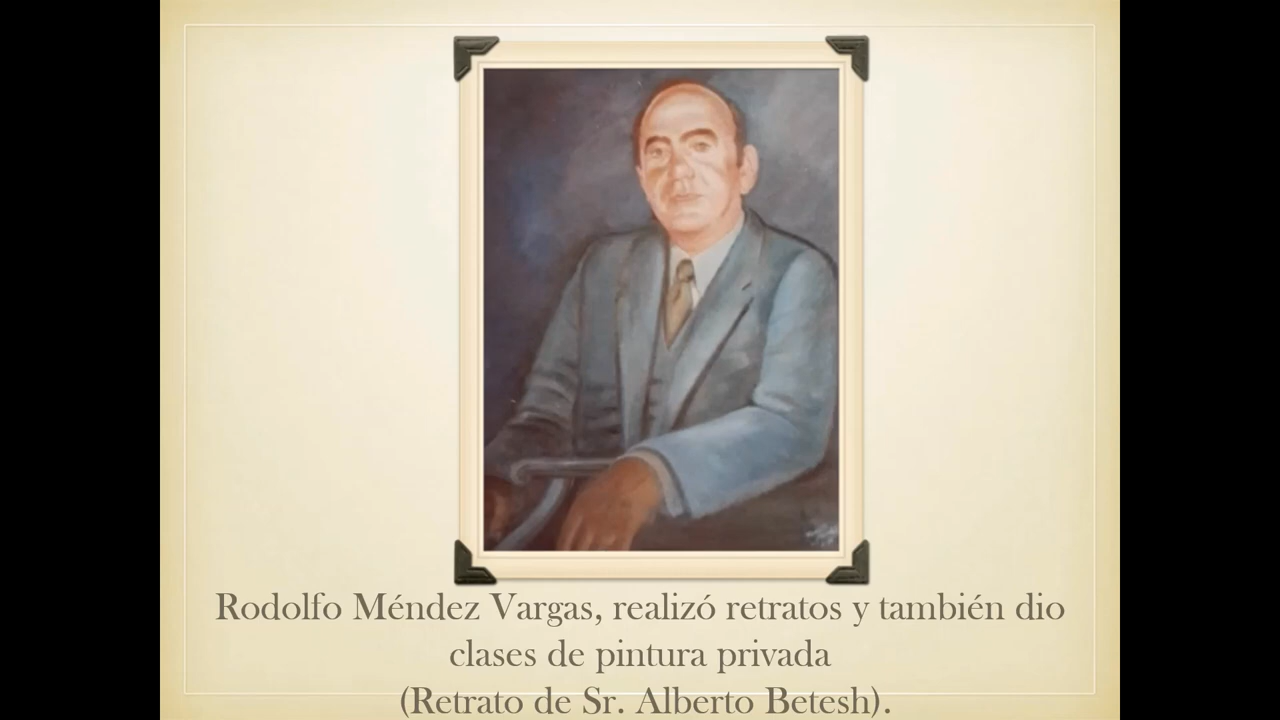 Rodolfo Méndez Vargas, realizó retratos y también dio
clases de pintura privada
(Retrato de Sr. Alberto Betesh).